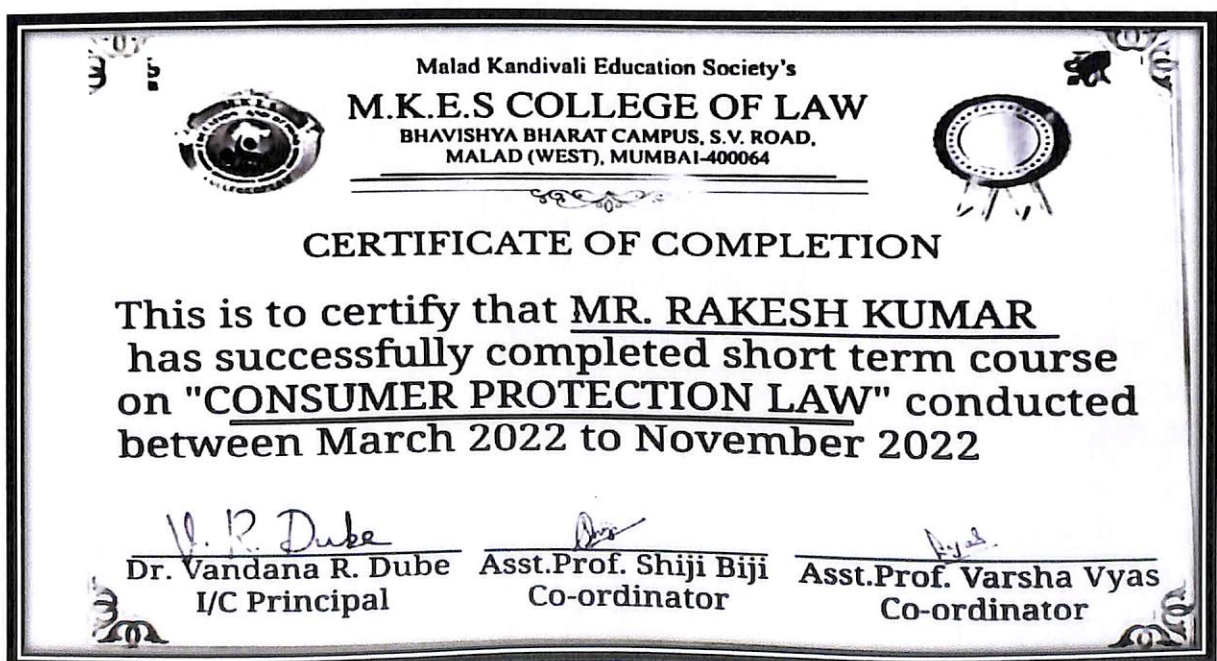 Malad Kandivali Education Society's
M.K.E.S COLLEGE OF LAW
BHAVISHYA BHARAT CAMPUS, S.V. ROAD,
MALAD (WEST), MUMBAI-400064
CERTIFICATE OF COMPLETION
This is to certify that MR. RAKESH KUMAR
has successfully completed short term course
on "CONSUMER PROTECTION LAW" conducted
between March 2022 to November 2022
V. R. Dube
Dr. Vandana R. Dube
I/C Principal
Asst.Prof. Shiji Biji
Co-ordinator
Vyas
Asst.Prof. Varsha Vyas
Co-ordinator